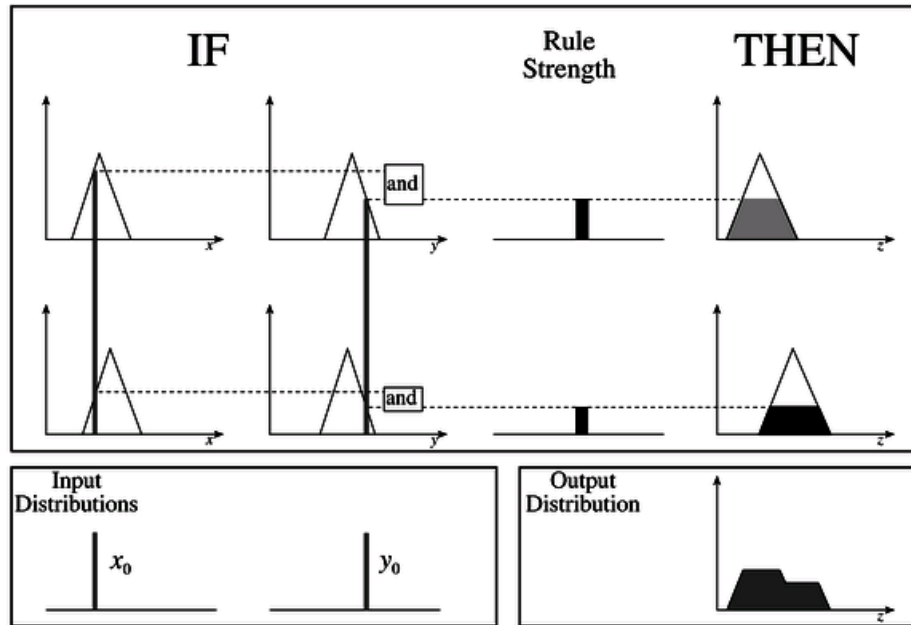 IF
Rule
Strength
THEN
and
x
y
z
and
x
y
z
Input
Distributions
x₀
y₀
Output
Distribution
z